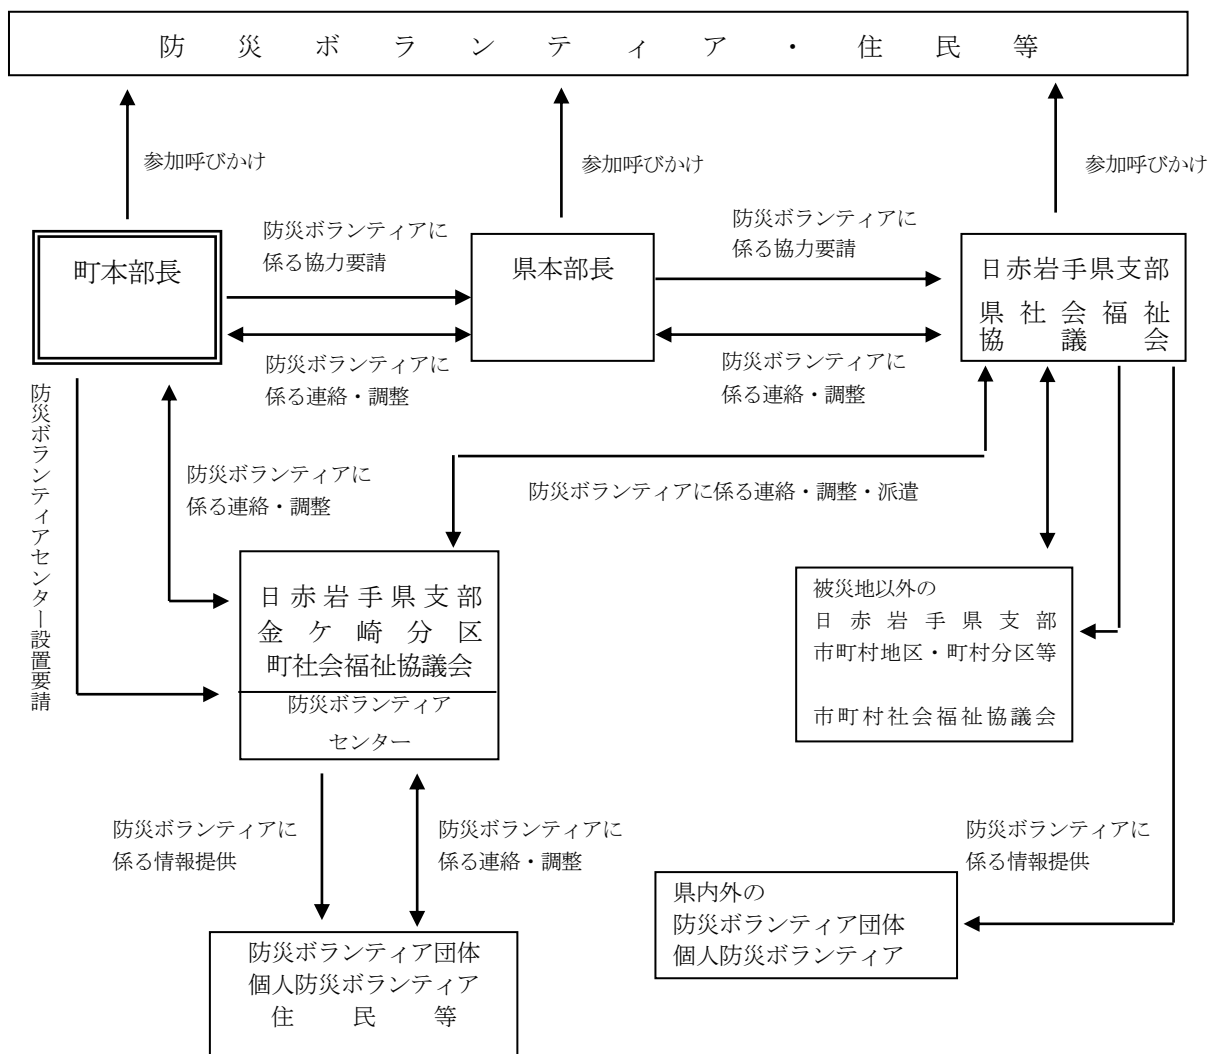 防災ボランティア・住民等
参加呼びかけ
参加呼びかけ
参加呼びかけ
町本部長
防災ボランティアに
係る協力要請
県本部長
防災ボランティアに
係る協力要請
日赤岩手県支部
県社会福祉
協議会
防災ボランティアに
係る連絡・調整
防災ボランティアに
係る連絡・調整
防災ボランティアセンター設置要請
防災ボランティアに
係る連絡・調整
防災ボランティアに係る連絡・調整・派遣
日赤岩手県支部
金ケ崎分区
町社会福祉協議会
防災ボランティア
センター
被災地以外の
日赤岩手県支部
市町村地区・町村分区等
市町村社会福祉協議会
防災ボランティアに
係る情報提供
防災ボランティアに
係る連絡・調整
防災ボランティアに
係る情報提供
県内外の
防災ボランティア団体
個人防災ボランティア
防災ボランティア団体
個人防災ボランティア
住民等